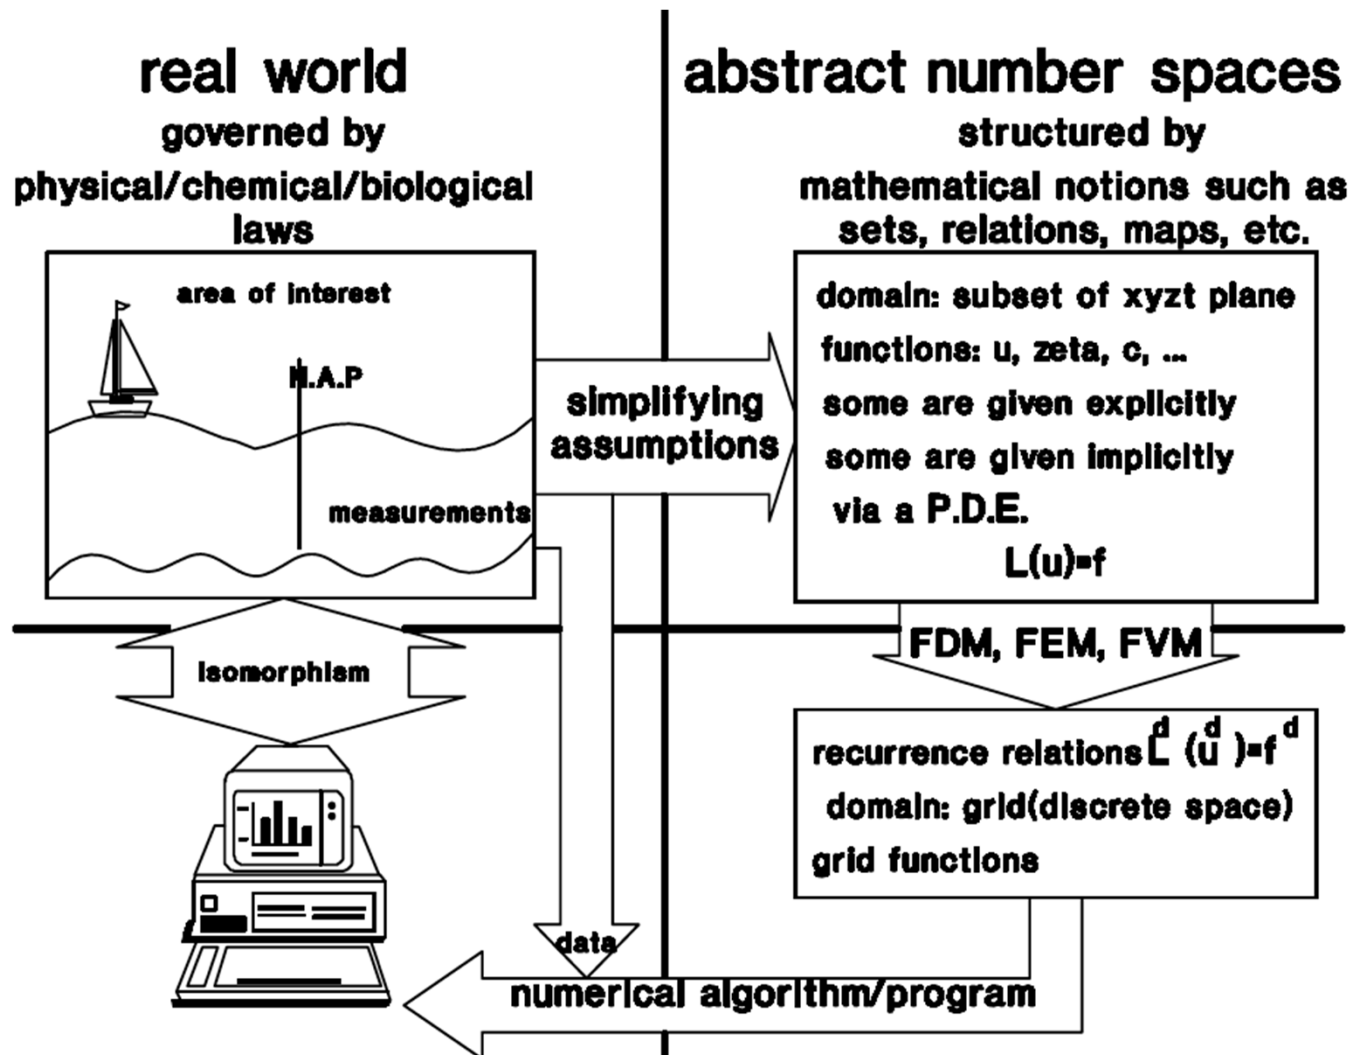 real world
governed by
physical/chemical/biological
laws
area of interest
N.A.P
measurements
abstract number spaces
structured by
mathematical notions such as
sets, relations, maps, etc.
simplifying
assumptions
domain: subset of xyzt plane
functions: u, zeta, c, ...
some are given explicitly
some are given implicitly
via a P.D.E.
L(u)=f
isomorphism
FDM, FEM, FVM
recurrence relations L^d (u^d)=f^d
domain: grid(discrete space)
grid functions
data
numerical algorithm/program